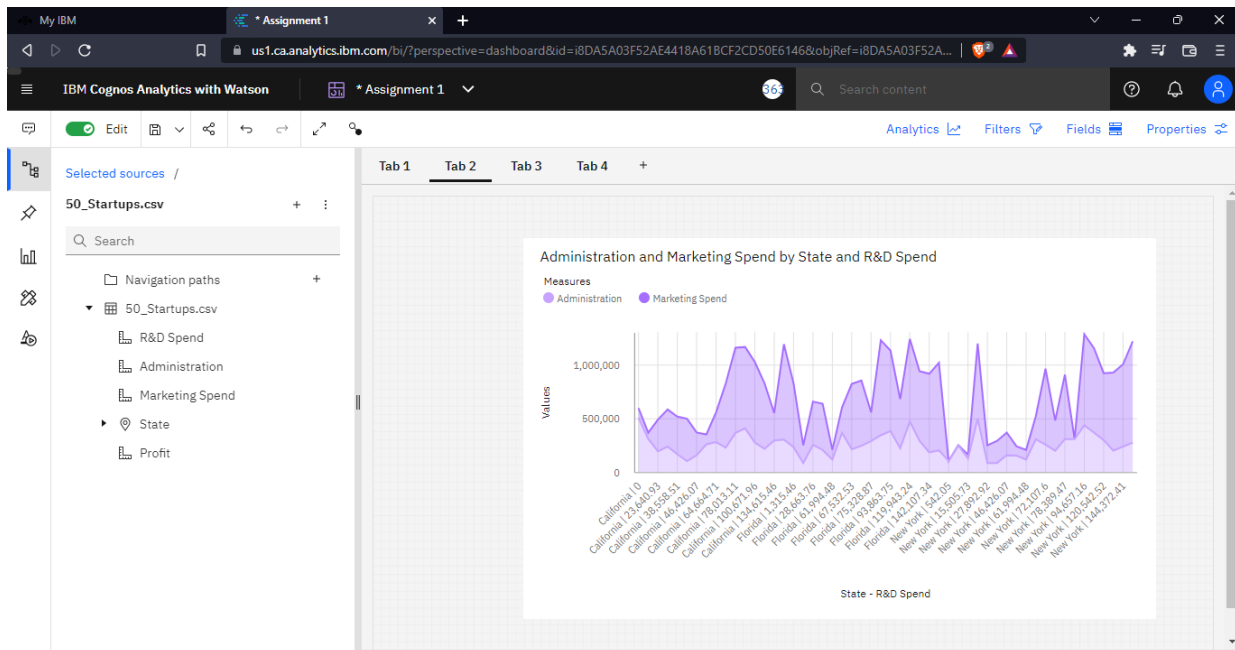 My IBM
* Assignment 1
us1.ca.analytics.ibm.com/bi/?perspective=dashboard&id=i8DA5A03F52AE4418A61BCF2CD50E6146&objRef=i8DA5A03F52A...
2
IBM Cognos Analytics with Watson
* Assignment 1
363
Search content
Edit
Analytics
Filters
Fields
Properties
Selected sources /
50_Startups.csv
Search
Navigation paths
50_Startups.csv
R&D Spend
Administration
Marketing Spend
State
Profit
Tab 1 Tab 2 Tab 3 Tab 4
Administration and Marketing Spend by State and R&D Spend
Measures
Administration Marketing Spend
Values
1,000,000
500,000
0
California | 0
California | 23,640.93
California | 38,558.51
California | 46,426.07
California | 64,664.71
California | 78,013.11
California | 100,671.96
California | 134,615.46
Florida | 1,315.46
Florida | 28,663.76
Florida | 61,994.48
Florida | 67,532.53
Florida | 75,328.87
Florida | 93,863.75
Florida | 119,943.24
Florida | 142,107.34
New York | 542.05
New York | 15,505.73
New York | 27,892.92
New York | 46,426.07
New York | 61,994.48
New York | 72,107.6
New York | 78,389.47
New York | 94,657.16
New York | 120,542.52
New York | 144,372.41
State - R&D Spend